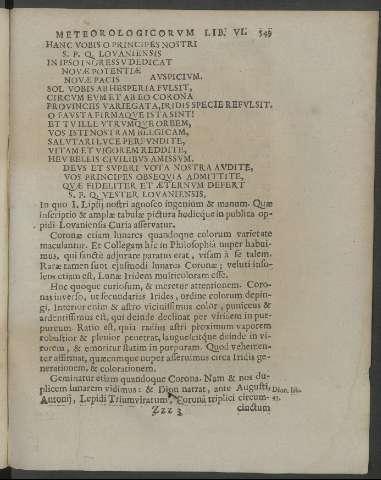 METEOROLOGICORVM LIB. VI. 549
HANC VOBIS O PRINCIPES NOSTRI
S. P. Q. LOVANIENSIS
IN IPSO INGRESSV DEDICAT
NOVÆ POTENTIÆ
NOVÆ PACIS AVSPICIVM.
SOL VOBIS AB HESPERIA FVLSIT,
CIRCVM EVM ET AB EO CORONA
PROVINCIIS VARIEGATA, IRIDIS SPECIE REFVLSIT.
O FAVSTA FIRMAQVE ISTA SINT!
ET TV ILLE VTRVMQVE ORBEM,
VOS ISTI NOSTRAM BELGICAM,
SALVTARI LVCE PERFVNDITE,
VITAM ET VIGOREM REDDITE,
HEV BELLIS CIVILIBVS AMISSVM.
DEVS ET SVPERI VOTA NOSTRA AVDITE,
VOS PRINCIPES OBSEQVIA ADMITTITE,
QVÆ FIDELITER ET ÆTERNVM DEFERT
S. P. Q. VESTER LOVANIENSIS,
In quo I. Lipsij nostri agnosco ingenium & manum. Quæ
inscriptio & amplæ tabulæ pictura hodieque in publica op-
pidi Lovaniensis Curia asservatur.
Coronæ etiam lunares quandoque colorum varietate
maculantur. Et Collegam hic in Philosophia nuper habui-
mus, qui sanctè adjurare paratus erat, visam à se talem.
Raræ tamen sunt ejusmodi lunares Coronæ; veluti inso-
lens etiam est, Lunæ Iridem multicolorem esse.
Hoc quoque curiosum, & meretur attentionem. Coro-
nas inverso, ut secundarias Irides, ordine colorum depin-
gi. Interior enim & astro vicinissimus color, puniceus &
ardentissimus est, qui deinde declinat per viridem in pur-
pureum. Ratio est, quia radius astri proximum vaporem
robustior & plenior penetrat, languescitque deinde in vi-
rorem, & emoritur statim in purpuram. Quod vehemen-
ter affirmat, quæcumque nuper asseruimus circa Iridis ge-
nerationem, & colorationem.
Geminatur etiam quandoque Corona. Nam & nos du-
plicem lunarem vidimus: & Dion narrat, ante Augusti, Dion. lib.
Antonij, Lepidi Triumviratum, Corona triplici circum- 45.
Zzz 3 cinctum